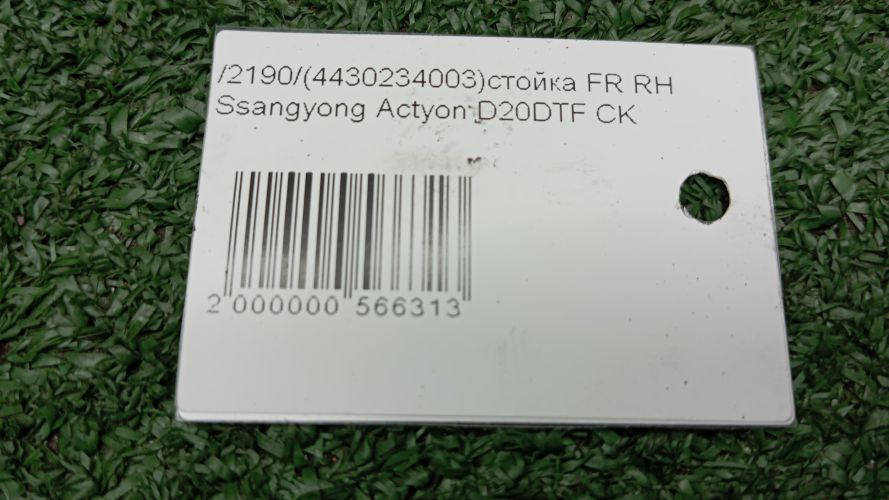 /2190/(4430234003)стойка FR RH
Ssangyong Actyon D20DTF CK
2 000000 566313